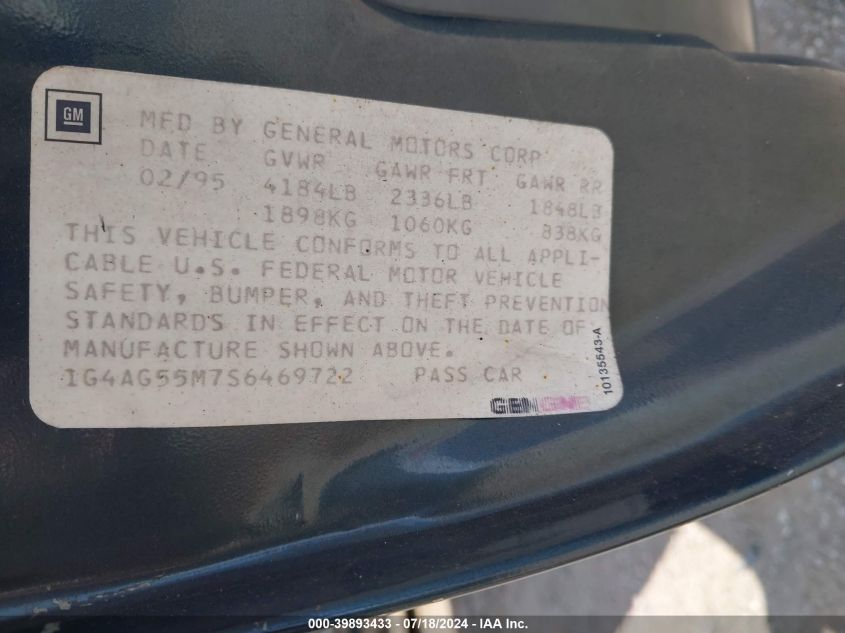 GM
MFD BY GENERAL MOTORS CORP
DATE GVWR GAWR FRT GAWR RR
02/95 4184LB 2336LB 1848LB
1898KG 1060KG 838KG
THIS VEHICLE CONFORMS TO ALL APPLI-
CABLE U.S. FEDERAL MOTOR VEHICLE
SAFETY, BUMPER, AND THEFT PREVENTION
STANDARDS IN EFFECT ON THE DATE OF
MANUFACTURE SHOWN ABOVE.
1G4AG55M7S6469722 PASS CAR
10135543-A
000-39893433 - 07/18/2024 - IAA Inc.